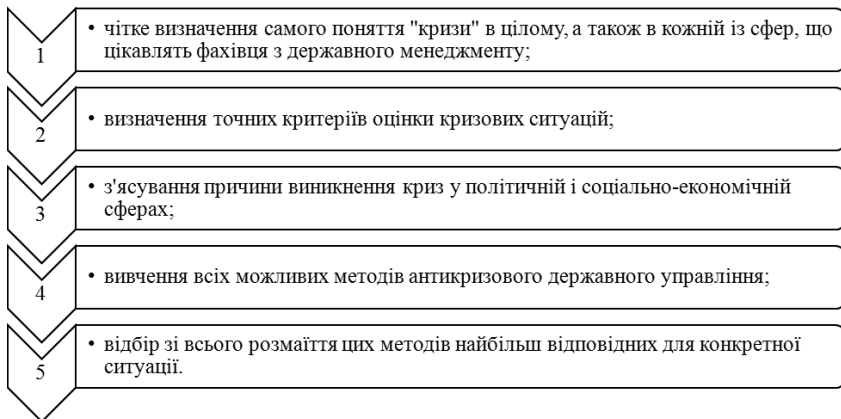 1
• чітке визначення самого поняття "кризи" в цілому, а також в кожній із сфер, що
цікавлять фахівця з державного менеджменту;
2
• визначення точних критеріїв оцінки кризових ситуацій;
3
• з'ясування причини виникнення криз у політичній і соціально-економічній
сферах;
4
• вивчення всіх можливих методів антикризового державного управління;
5
• відбір зі всього розмаїття цих методів найбільш відповідних для конкретної
ситуації.